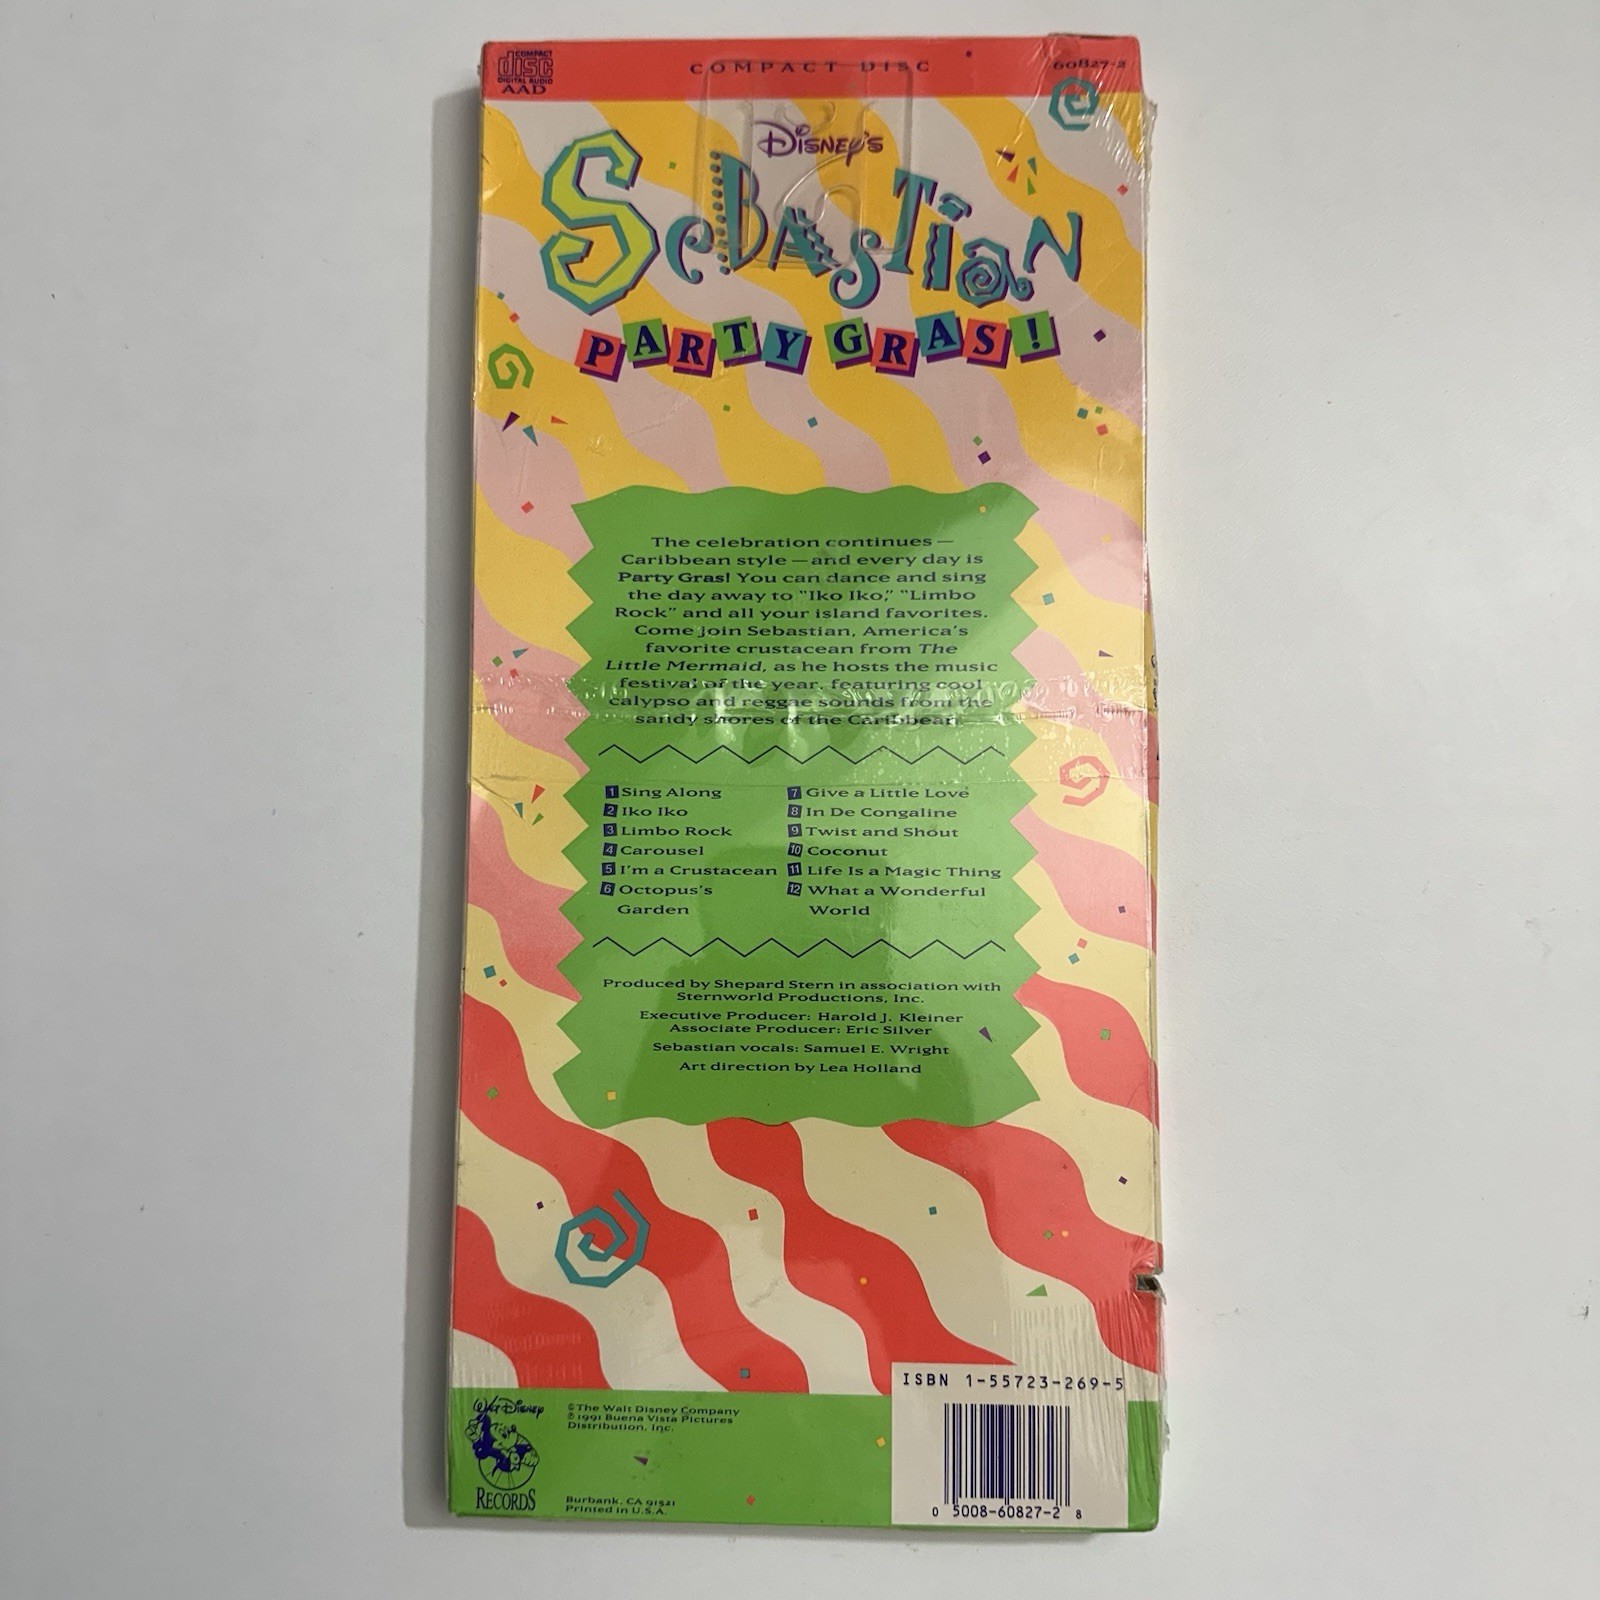 COMPACT disc DIGITAL AUDIO
AAD
COMPACT DISC
60827-2
DISNEY'S
SEBASTIAN
PARTY GRAS!
The celebration continues —
Caribbean style — and every day is
Party Gras! You can dance and sing
the day away to "Iko Iko," "Limbo
Rock" and all your island favorites.
Come join Sebastian, America's
favorite crustacean from The
Little Mermaid, as he hosts the music
festival of the year, featuring cool
calypso and reggae sounds from the
sandy shores of the Caribbean
1 Sing Along
2 Iko Iko
3 Limbo Rock
4 Carousel
5 I'm a Crustacean
6 Octopus's
Garden
7 Give a Little Love
8 In De Congaline
9 Twist and Shout
10 Coconut
11 Life Is a Magic Thing
12 What a Wonderful
World
Produced by Shepard Stern in association with
Sternworld Productions, Inc.
Executive Producer: Harold J. Kleiner
Associate Producer: Eric Silver
Sebastian vocals: Samuel E. Wright
Art direction by Lea Holland
WALT DISNEY
RECORDS
© The Walt Disney Company
℗ 1991 Buena Vista Pictures
Distribution, Inc.
Burbank, CA 91521
Printed in U.S.A.
ISBN 1-55723-269-5
0 5008-60827-2 8